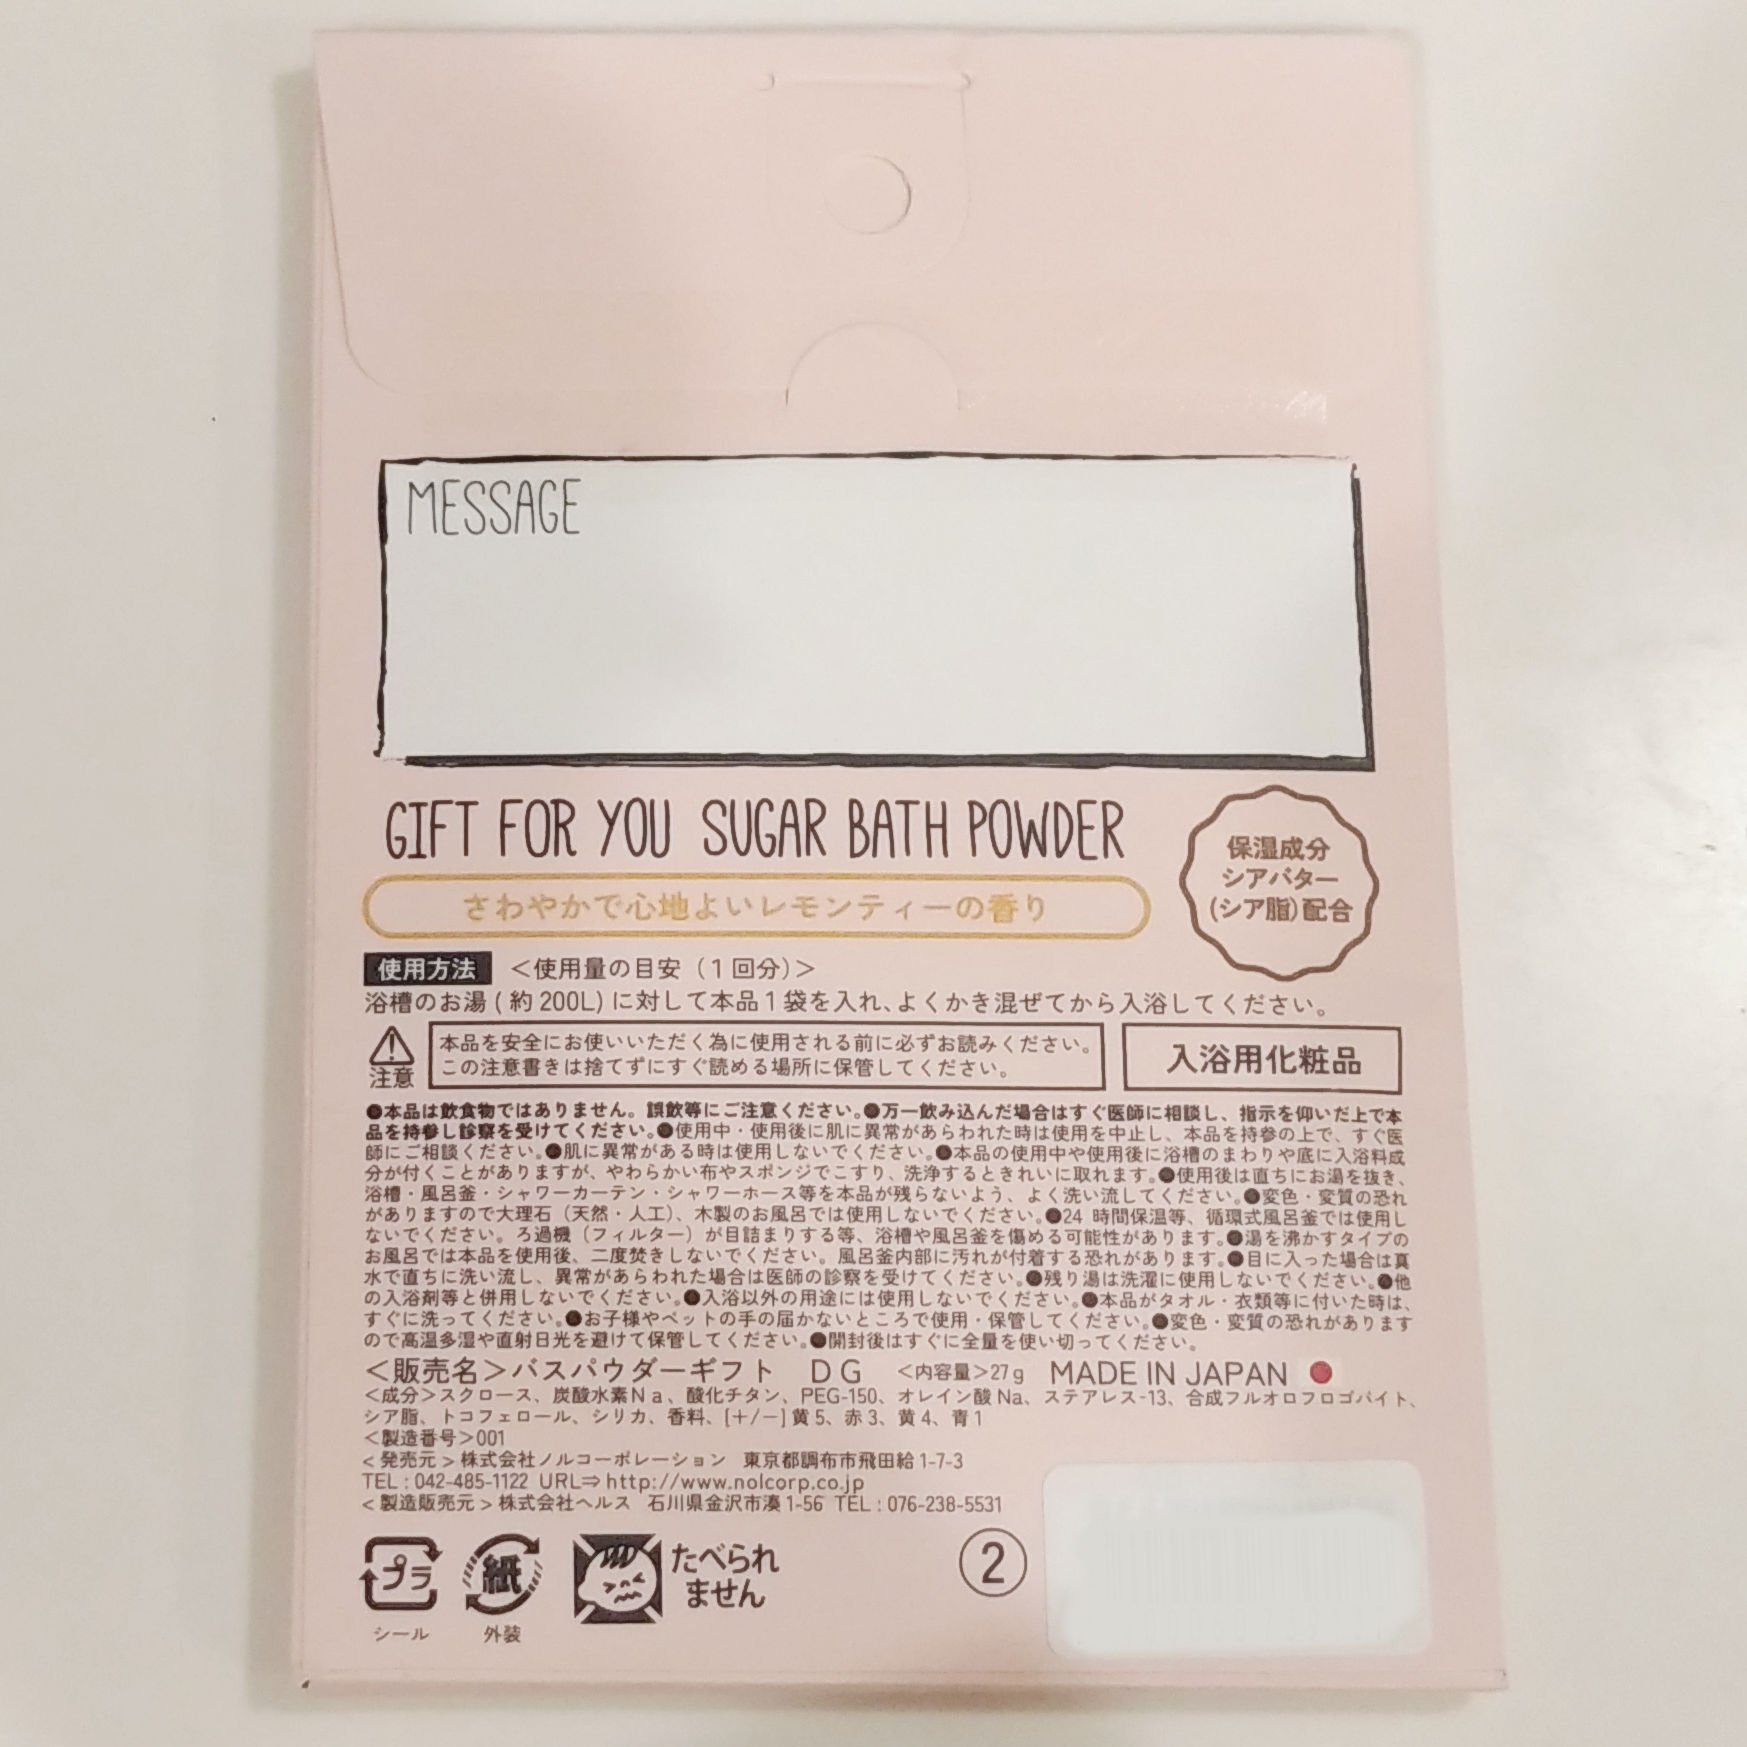 MESSAGE
GIFT FOR YOU SUGAR BATH POWDER
さわやかで心地よいレモンティーの香り
保湿成分
シアバター
(シア脂)配合
使用方法 ＜使用量の目安（1回分）＞
浴槽のお湯(約200L)に対して本品1袋を入れ、よくかき混ぜてから入浴してください。
注意
本品を安全にお使いいただく為に使用される前に必ずお読みください。
この注意書きは捨てずにすぐ読める場所に保管してください。
入浴用化粧品
●本品は飲食物ではありません。誤飲等にご注意ください。●万一飲み込んだ場合はすぐ医師に相談し、指示を仰いだ上で本
品を持参し診察を受けてください。●使用中・使用後に肌に異常があらわれた時は使用を中止し、本品を持参の上で、すぐ医
師にご相談ください。●肌に異常がある時は使用しないでください。●本品の使用中や使用後に浴槽のまわりや底に入浴料成
分が付くことがありますが、やわらかい布やスポンジでこすり、洗浄するときれいに取れます。●使用後は直ちにお湯を抜き、
浴槽・風呂釜・シャワーカーテン・シャワーホース等を本品が残らないよう、よく洗い流してください。●変色・変質の恐れ
がありますので大理石（天然・人工）、木製のお風呂では使用しないでください。●24 時間保温等、循環式風呂釜では使用し
ないでください。ろ過機（フィルター）が目詰まりする等、浴槽や風呂釜を傷める可能性があります。●湯を沸かすタイプの
お風呂では本品を使用後、二度焚きしないでください。風呂釜内部に汚れが付着する恐れがあります。●目に入った場合は真
水で直ちに洗い流し、異常があらわれた場合は医師の診察を受けてください。●残り湯は洗濯に使用しないでください。●他
の入浴剤等と併用しないでください。●入浴以外の用途には使用しないでください。●本品がタオル・衣類等に付いた時は、
すぐに洗ってください。●お子様やペットの手の届かないところで使用・保管してください。●変色・変質の恐れがあります
ので高温多湿や直射日光を避けて保管してください。●開封後はすぐに全量を使い切ってください。
＜販売名＞バスパウダーギフト　DG　＜内容量＞27g　MADE IN JAPAN
＜成分＞スクロース、炭酸水素Na、酸化チタン、PEG-150、オレイン酸Na、ステアレス-13、合成フルオロフロゴパイト、
シア脂、トコフェロール、シリカ、香料、[+/−] 黄5、赤3、黄4、青1
＜製造番号＞001
＜発売元＞株式会社ノルコーポレーション　東京都調布市飛田給1-7-3
TEL : 042-485-1122 URL⇒http://www.nolcorp.co.jp
＜製造販売元＞株式会社ヘルス　石川県金沢市湊1-56 TEL : 076-238-5531
プラ
シール
紙
外装
たべられ
ません
②